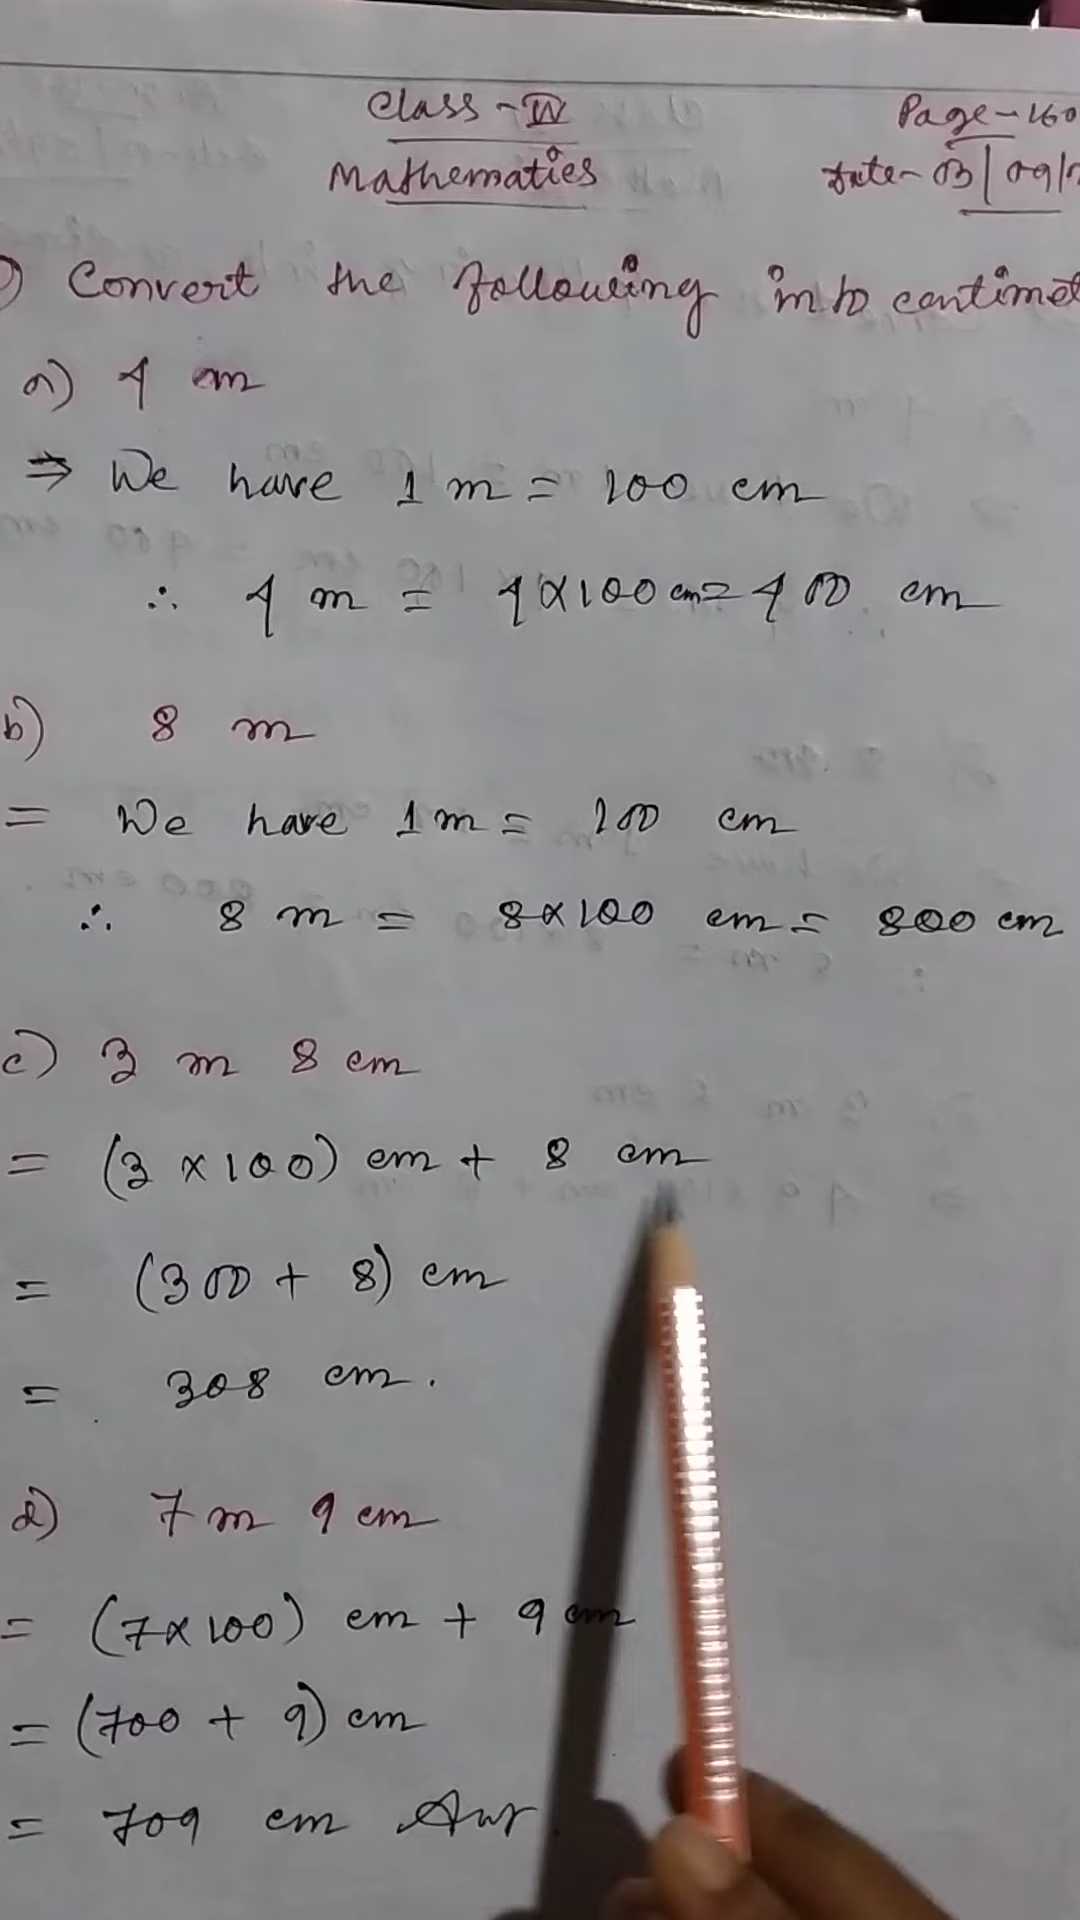 Class - IV
Page - 160
Mathematics
Date - 03/09/
Convert the following into centimet
a) 4 m
⇒ We have 1 m = 100 cm
∴ 4 m = 4×100 cm = 400 cm
b) 8 m
= We have 1 m = 100 cm
∴ 8 m = 8×100 cm = 800 cm
c) 3 m 8 cm
= (3 ×100) cm + 8 cm
= (300 + 8) cm
= 308 cm.
d) 7 m 9 cm
= (7×100) cm + 9 cm
= (700 + 9) cm
= 709 cm Ans